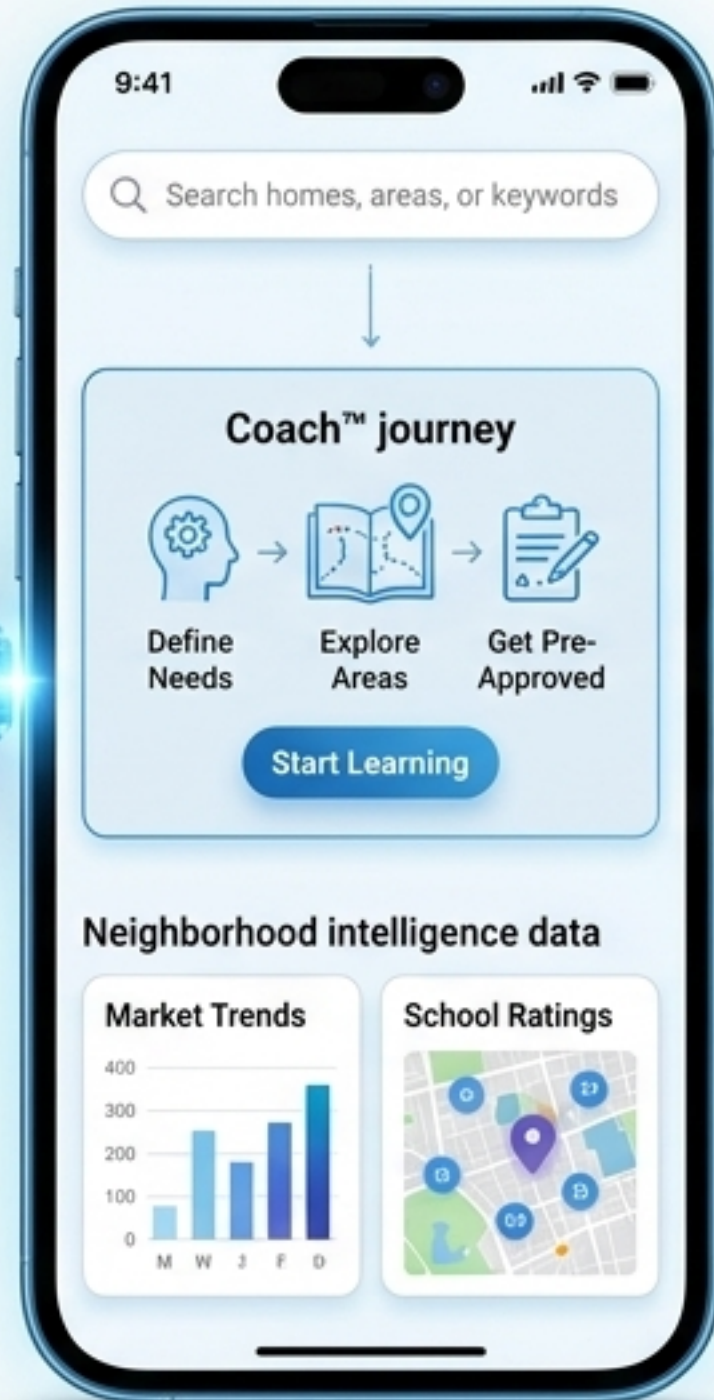 9:41
Search homes, areas, or keywords
Coach™ journey
Define
Needs
Explore
Areas
Get Pre-
Approved
Start Learning
Neighborhood intelligence data
Market Trends
400
300
200
100
0
M W J F D
School Ratings